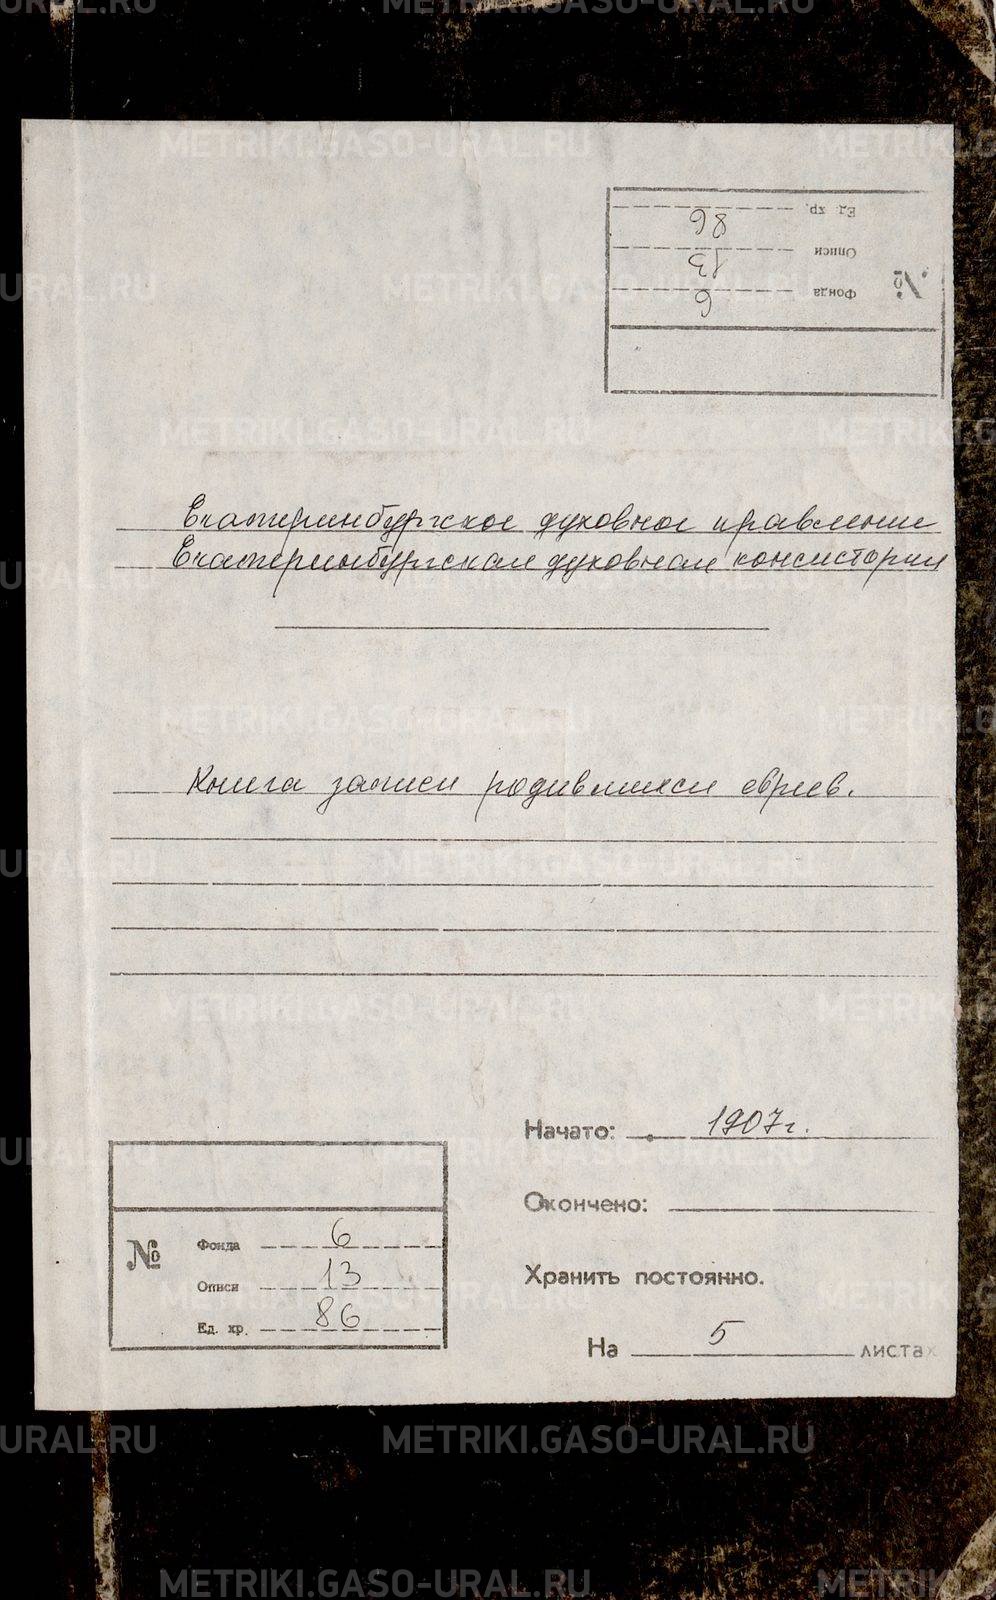 №
Фонда 6
Описи 13
Ед. хр. 86
Екатеринбургское духовное правление
Екатеринбургская духовная консистория
Книга записи родившихся евреев.
Начато: 1907 г.
Окончено:
Хранить постоянно.
На 5 листах
№
Фонда 6
Описи 13
Ед. хр. 86
METRIKI.GASO-URAL.RU